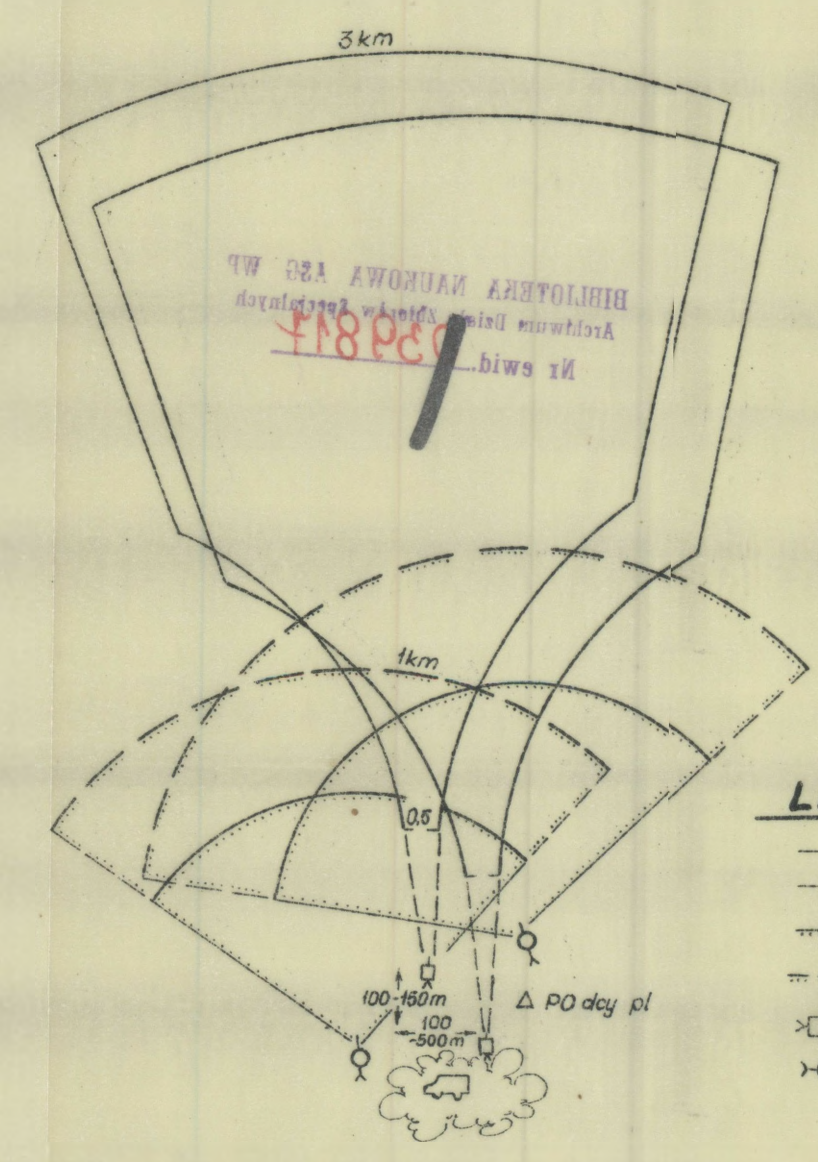 3km
BIBLIOTEKA NAUKOWA ASG WP
Archiwum Działu Zbiorów Specjalnych
Nr ewid. 039817
1km
0.5
L
100-150m
△ PO dcy pl
100
-500m